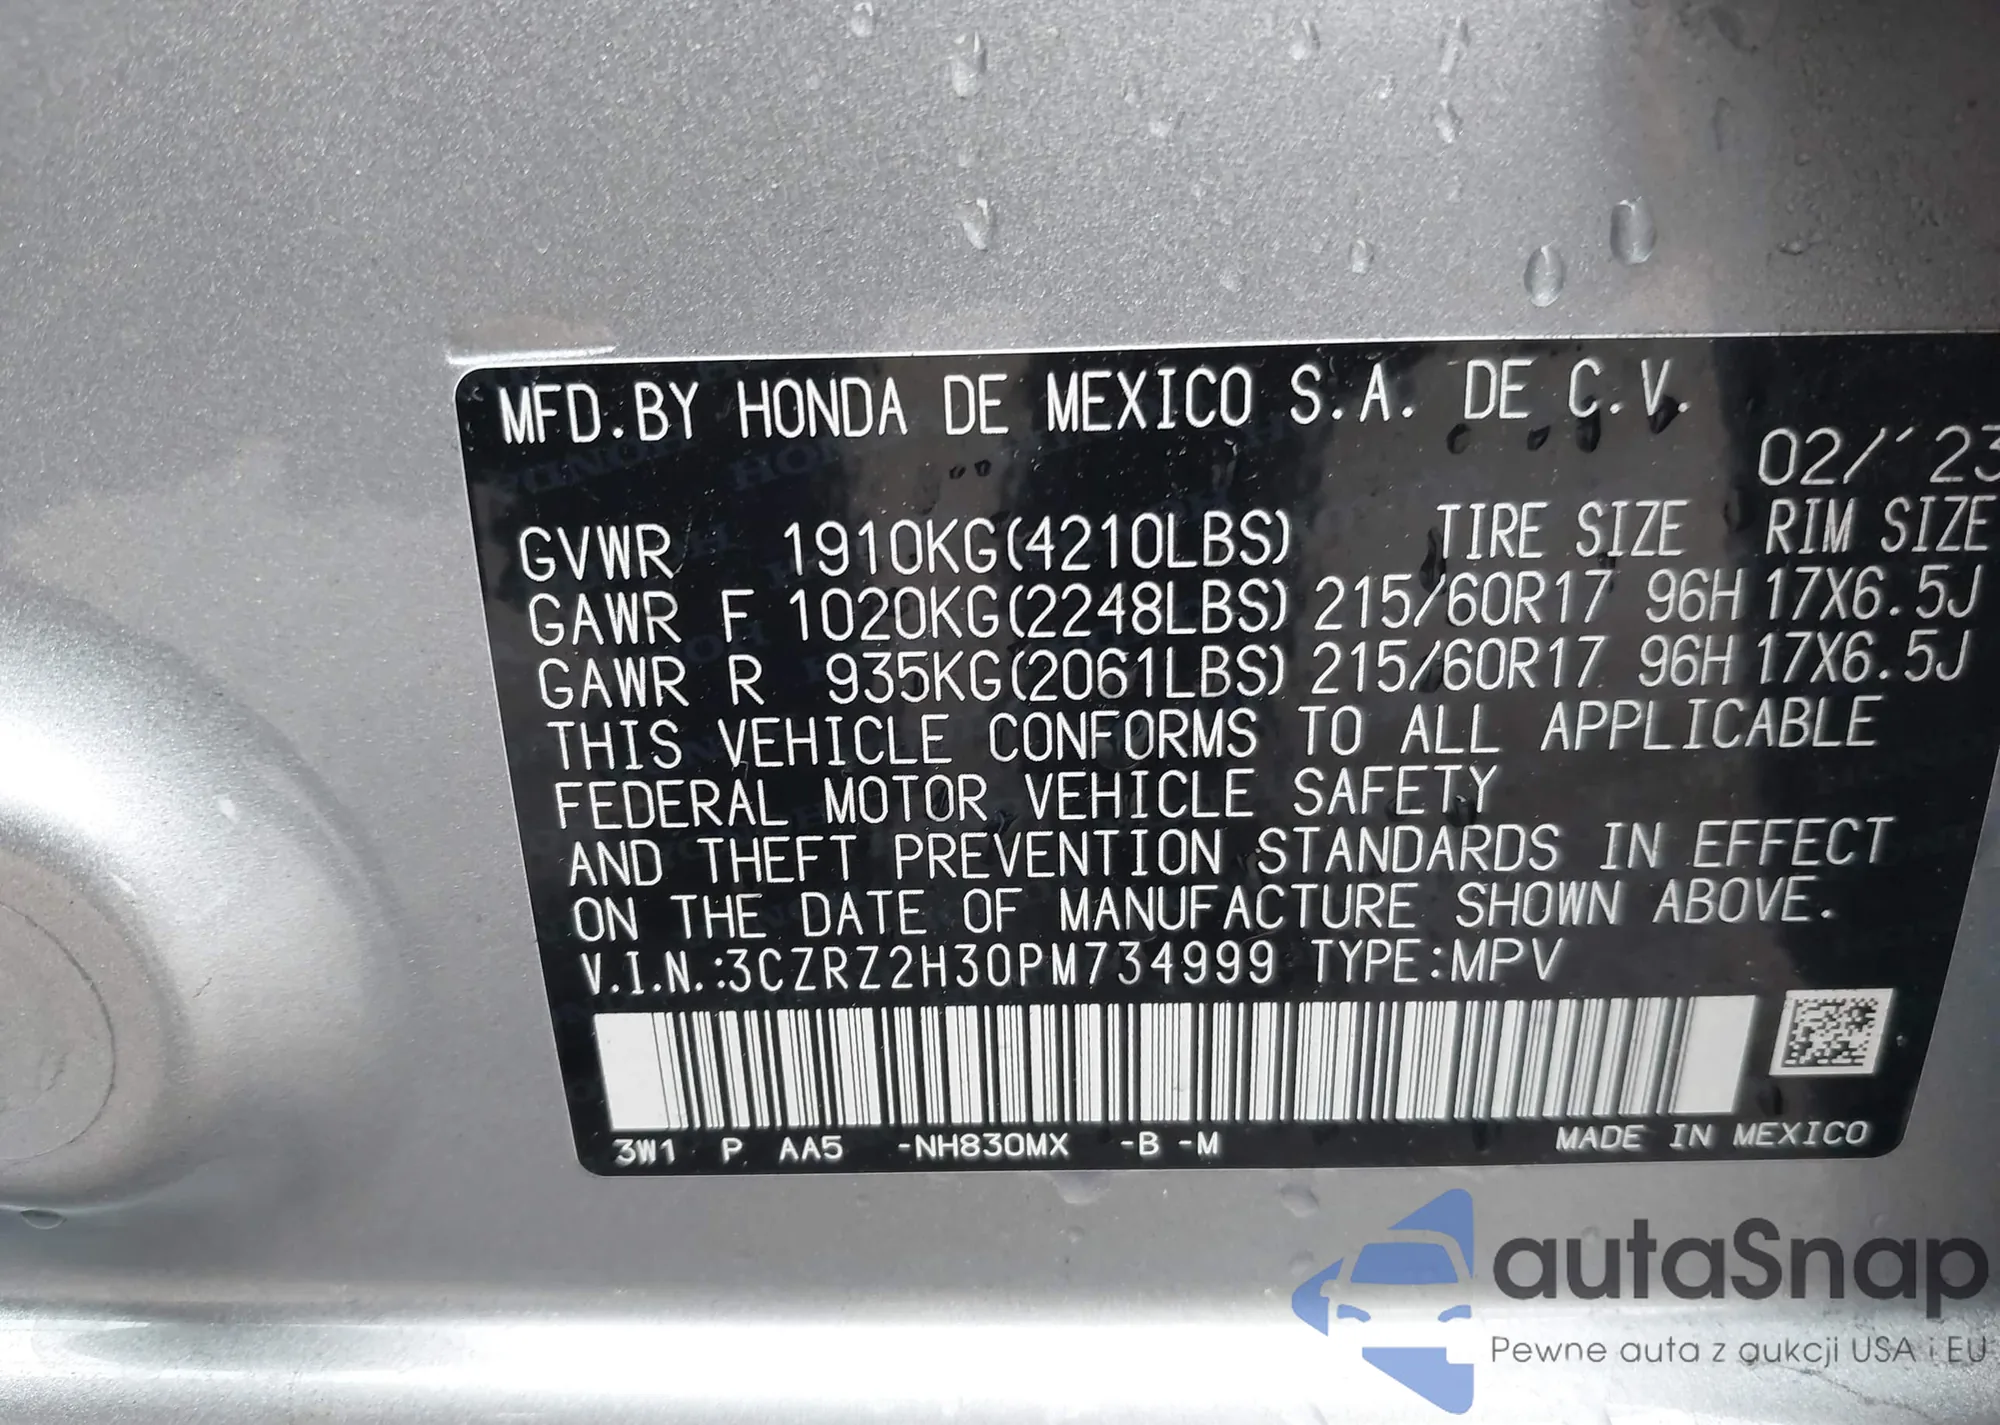 MFD.BY HONDA DE MEXICO S.A. DE C.V.
02/'23
GVWR 1910KG(4210LBS) TIRE SIZE RIM SIZE
GAWR F 1020KG(2248LBS) 215/60R17 96H 17X6.5J
GAWR R 935KG(2061LBS) 215/60R17 96H 17X6.5J
THIS VEHICLE CONFORMS TO ALL APPLICABLE
FEDERAL MOTOR VEHICLE SAFETY
AND THEFT PREVENTION STANDARDS IN EFFECT
ON THE DATE OF MANUFACTURE SHOWN ABOVE.
V.I.N.:3CZRZ2H30PM734999 TYPE:MPV
3W1 P AA5 -NH830MX -B -M MADE IN MEXICO
autaSnap
Pewne auta z aukcji USA i EU